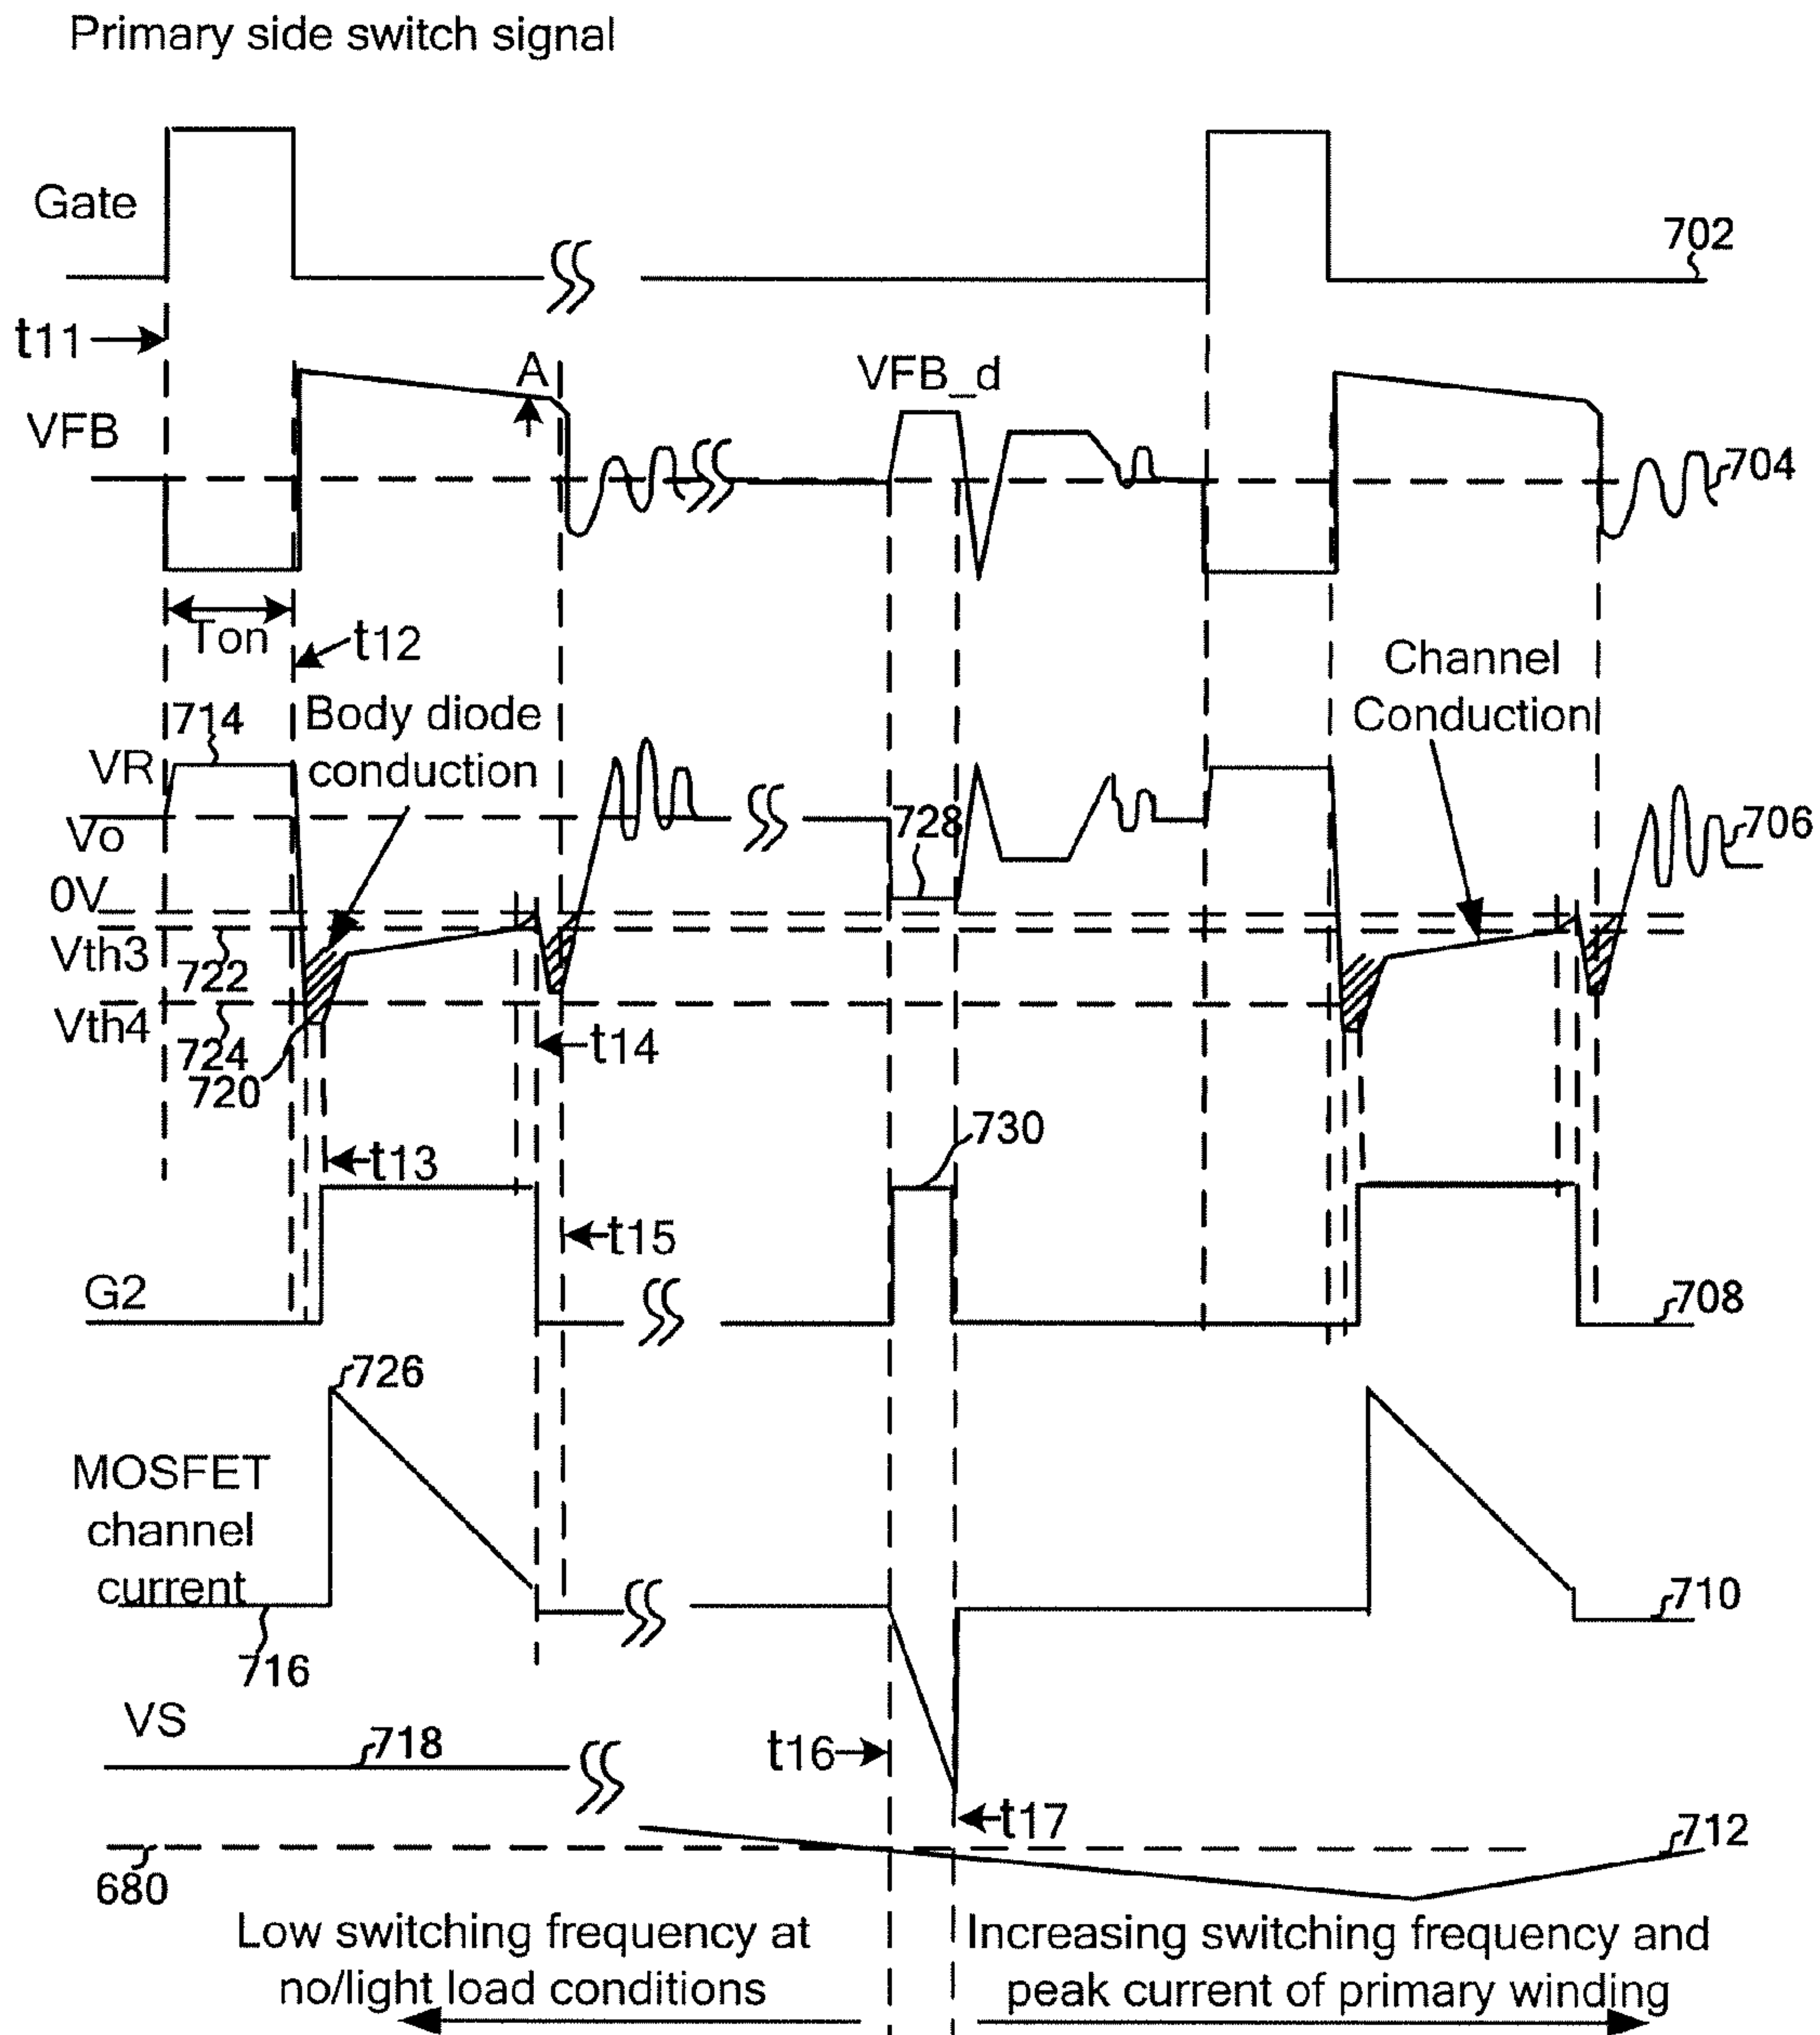 Primary side switch signal
Gate
702
t11
A
VFB_d
VFB
704
Ton
t12
Channel
Conduction
714
Body diode
conduction
VR
Vo
728
706
0V
Vth3
722
Vth4
724
720
t14
t13
730
t15
G2
708
726
MOSFET
channel
current
710
716
VS
718
t16
t17
712
680
Low switching frequency at
no/light load conditions
Increasing switching frequency and
peak current of primary winding